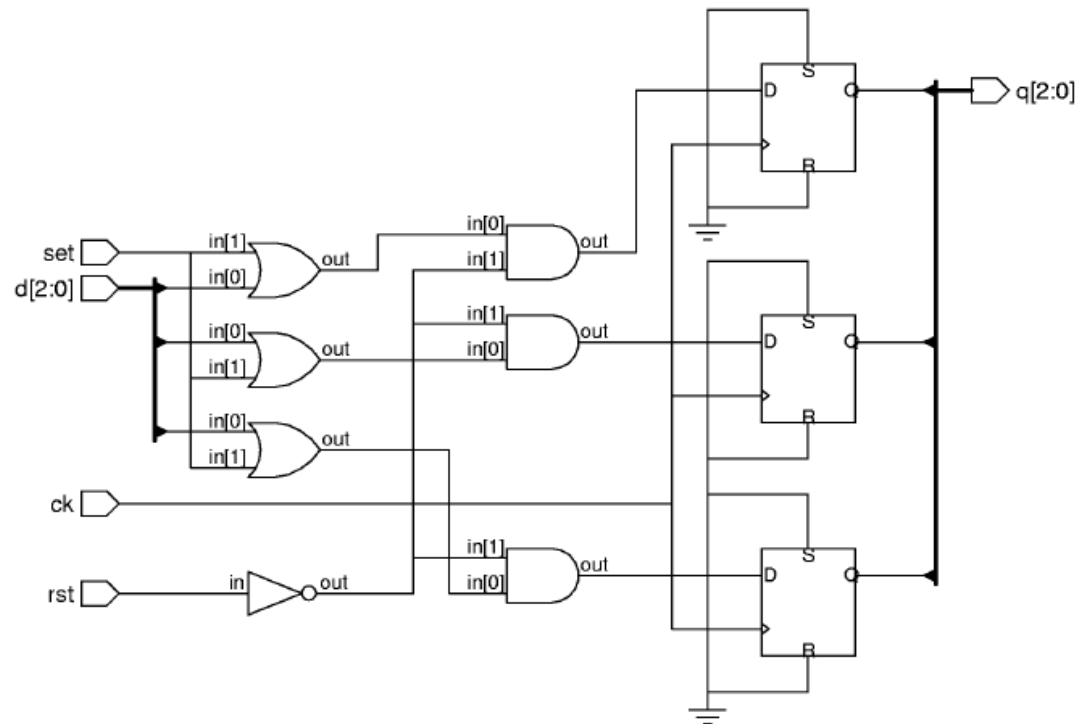 S
D Q q[2:0]
R
in[0]
set in[1] out in[1] out
d[2:0] in[0]
in[0] in[1] S
out out D Q
in[1] in[0]
R
in[0]
out
in[1]
ck
in[1] S
out D Q
rst in out in[0]
R